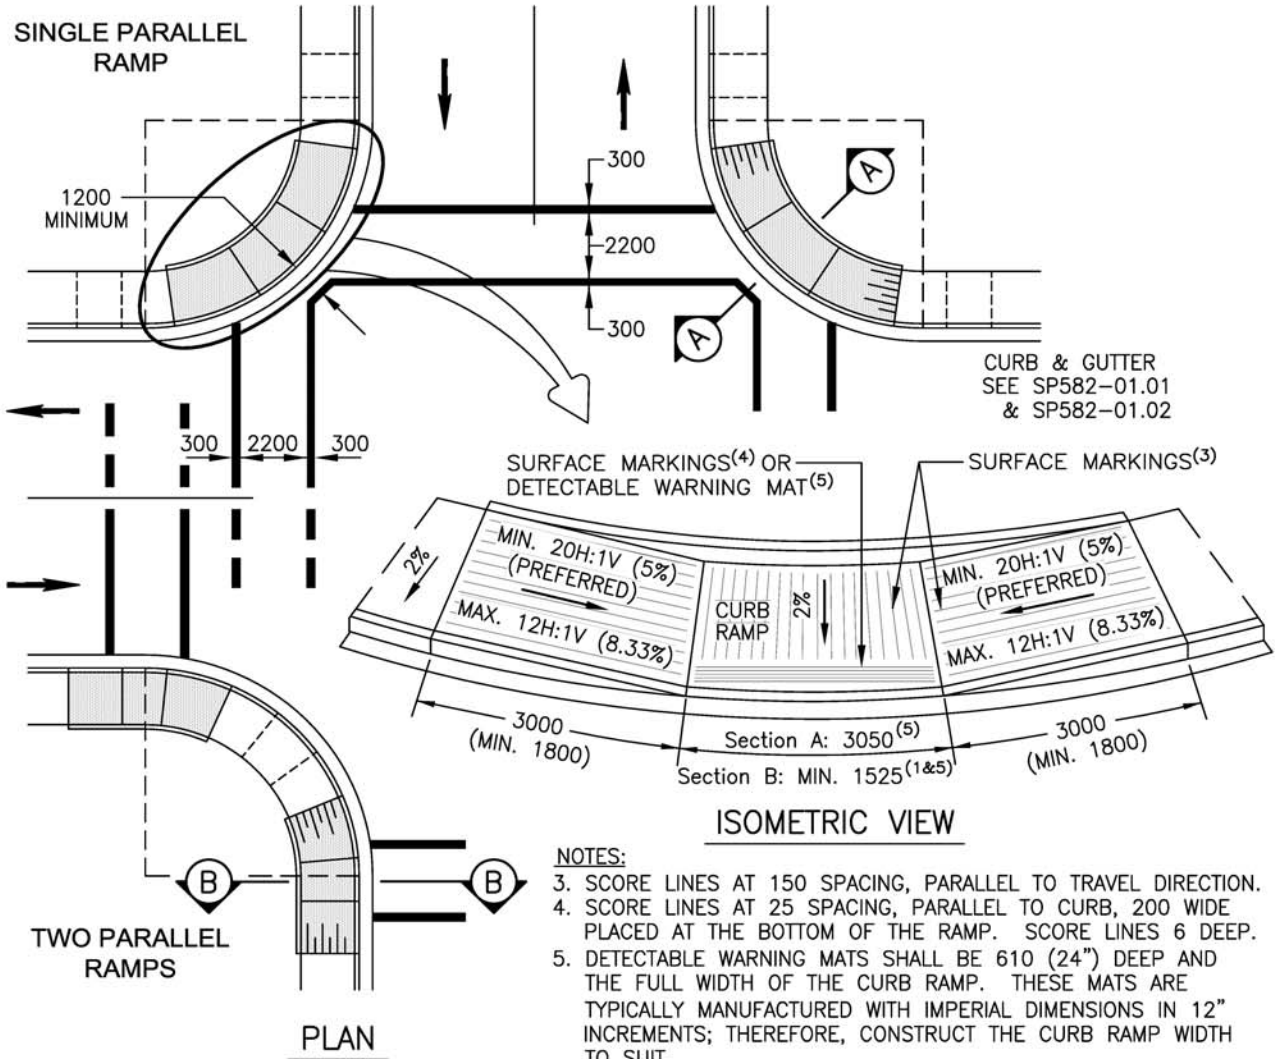 SINGLE PARALLEL
RAMP
1200
MINIMUM
300
2200
300
A
A
CURB & GUTTER
SEE SP582-01.01
& SP582-01.02
300 2200 300
SURFACE MARKINGS(4) OR
DETECTABLE WARNING MAT(5)
SURFACE MARKINGS(3)
2%
MIN. 20H:1V (5%)
(PREFERRED)
MAX. 12H:1V (8.33%)
CURB
RAMP
2%
MIN. 20H:1V (5%)
(PREFERRED)
MAX. 12H:1V (8.33%)
3000
(MIN. 1800)
Section A: 3050(5)
Section B: MIN. 1525(1&5)
3000
(MIN. 1800)
ISOMETRIC VIEW
B
B
TWO PARALLEL
RAMPS
PLAN
NOTES:
3. SCORE LINES AT 150 SPACING, PARALLEL TO TRAVEL DIRECTION.
4. SCORE LINES AT 25 SPACING, PARALLEL TO CURB, 200 WIDE
PLACED AT THE BOTTOM OF THE RAMP. SCORE LINES 6 DEEP.
5. DETECTABLE WARNING MATS SHALL BE 610 (24") DEEP AND
THE FULL WIDTH OF THE CURB RAMP. THESE MATS ARE
TYPICALLY MANUFACTURED WITH IMPERIAL DIMENSIONS IN 12"
INCREMENTS; THEREFORE, CONSTRUCT THE CURB RAMP WIDTH
TO SUIT